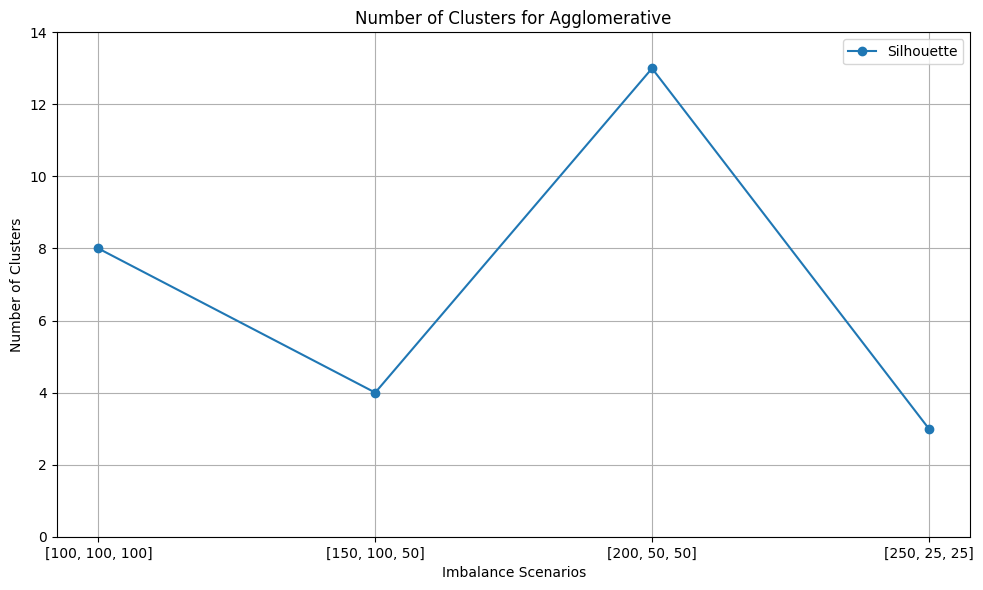 Number of Clusters for Agglomerative
Silhouette
Number of Clusters
14
12
10
8
6
4
2
0
[100, 100, 100]
[150, 100, 50]
[200, 50, 50]
[250, 25, 25]
Imbalance Scenarios